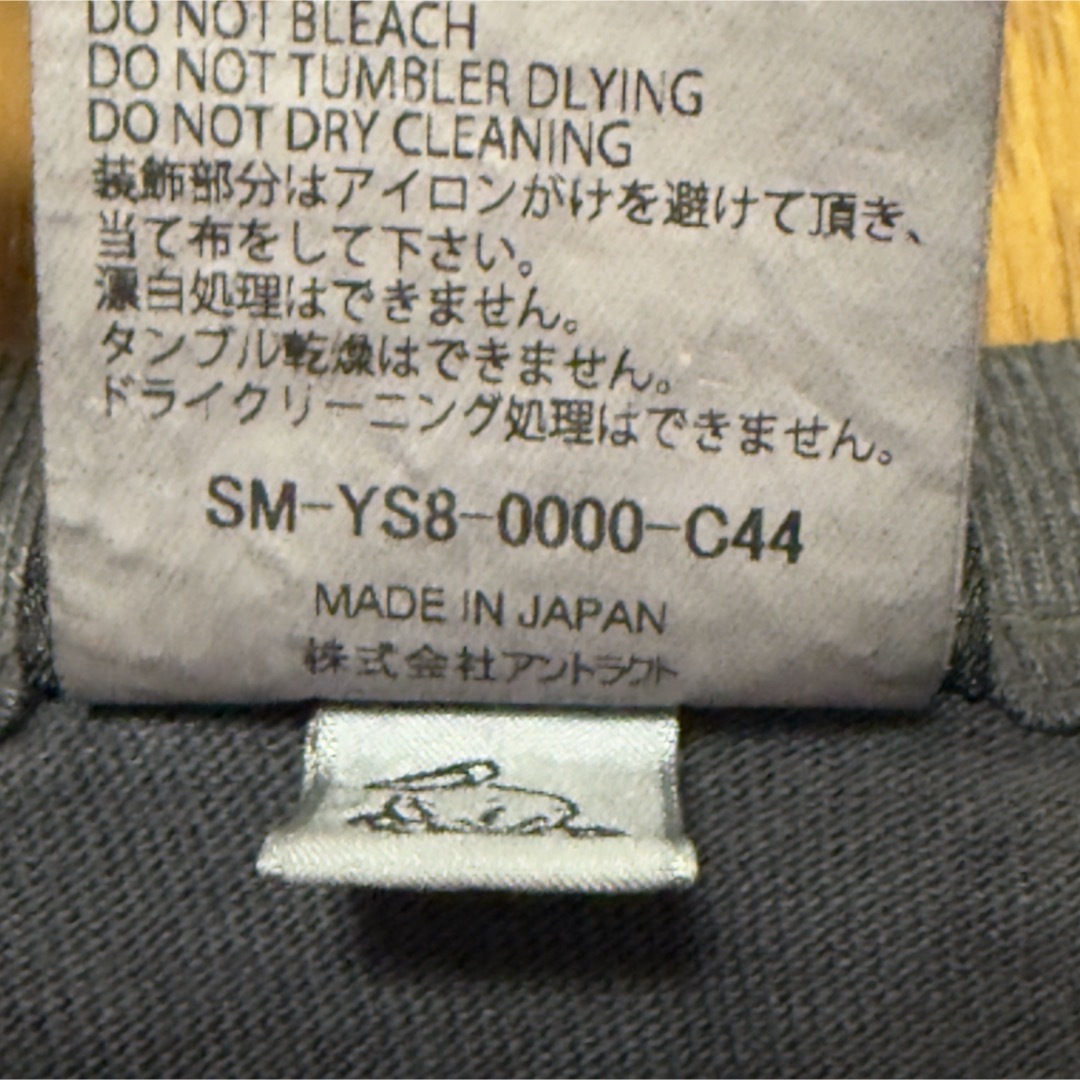 DO NOT BLEACH
DO NOT TUMBLER DLYING
DO NOT DRY CLEANING
装飾部分はアイロンがけを避けて頂き、
当て布をして下さい。
漂白処理はできません。
タンブル乾燥はできません。
ドライクリーニング処理はできません。
SM-YS8-0000-C44
MADE IN JAPAN
株式会社アントラクト